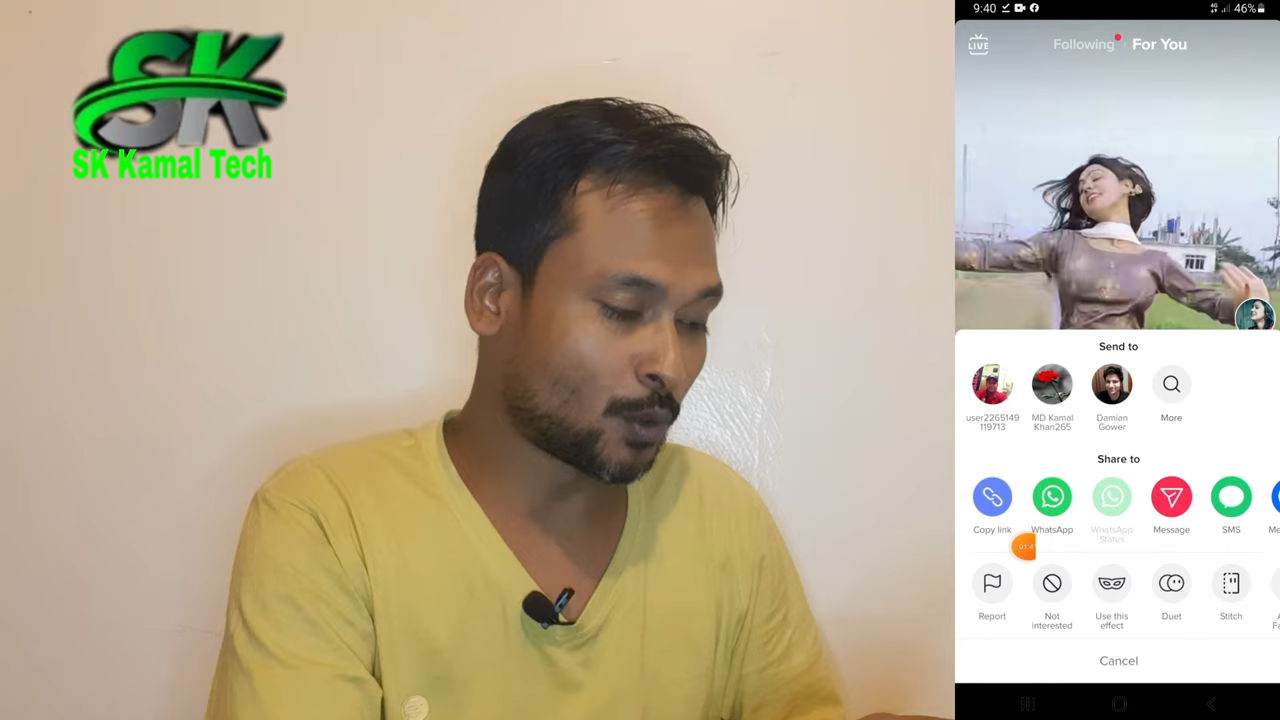 SK
SK Kamal Tech
9:40
4G
46%
LIVE
Following
For You
Send to
user2265149
119713
MD Kamal
Khan265
Damian
Gower
More
Share to
Copy link
WhatsApp
WhatsApp
Status
Message
SMS
Me
Report
Not
interested
Use this
effect
Duet
Stitch
Cancel